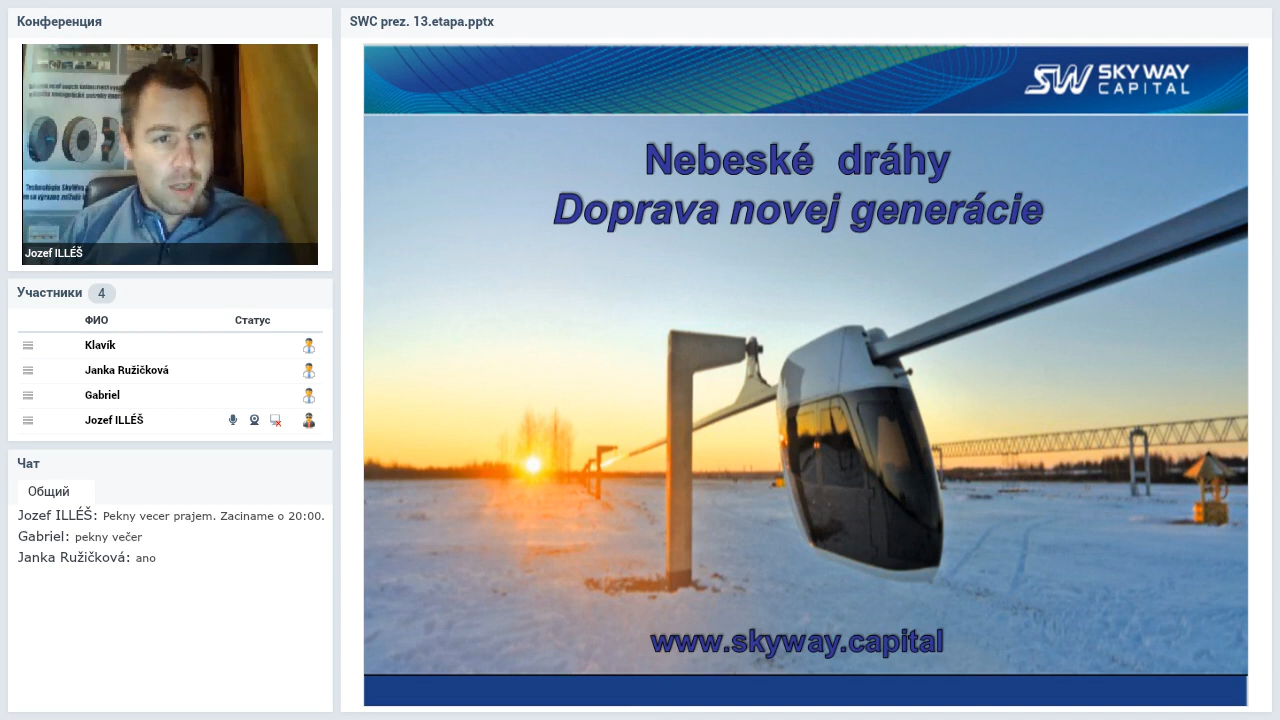 Конференция
Jozef ILLÉŠ
Участники 4
ФИО Статус
Klavík
Janka Ružičková
Gabriel
Jozef ILLÉŠ
Чат
Общий
Jozef ILLÉŠ: Pekny vecer prajem. Zaciname o 20:00.
Gabriel: pekny večer
Janka Ružičková: ano
SWC prez. 13.etapa.pptx
SW SKY WAY
CAPITAL
Nebeské dráhy
Doprava novej generácie
www.skyway.capital